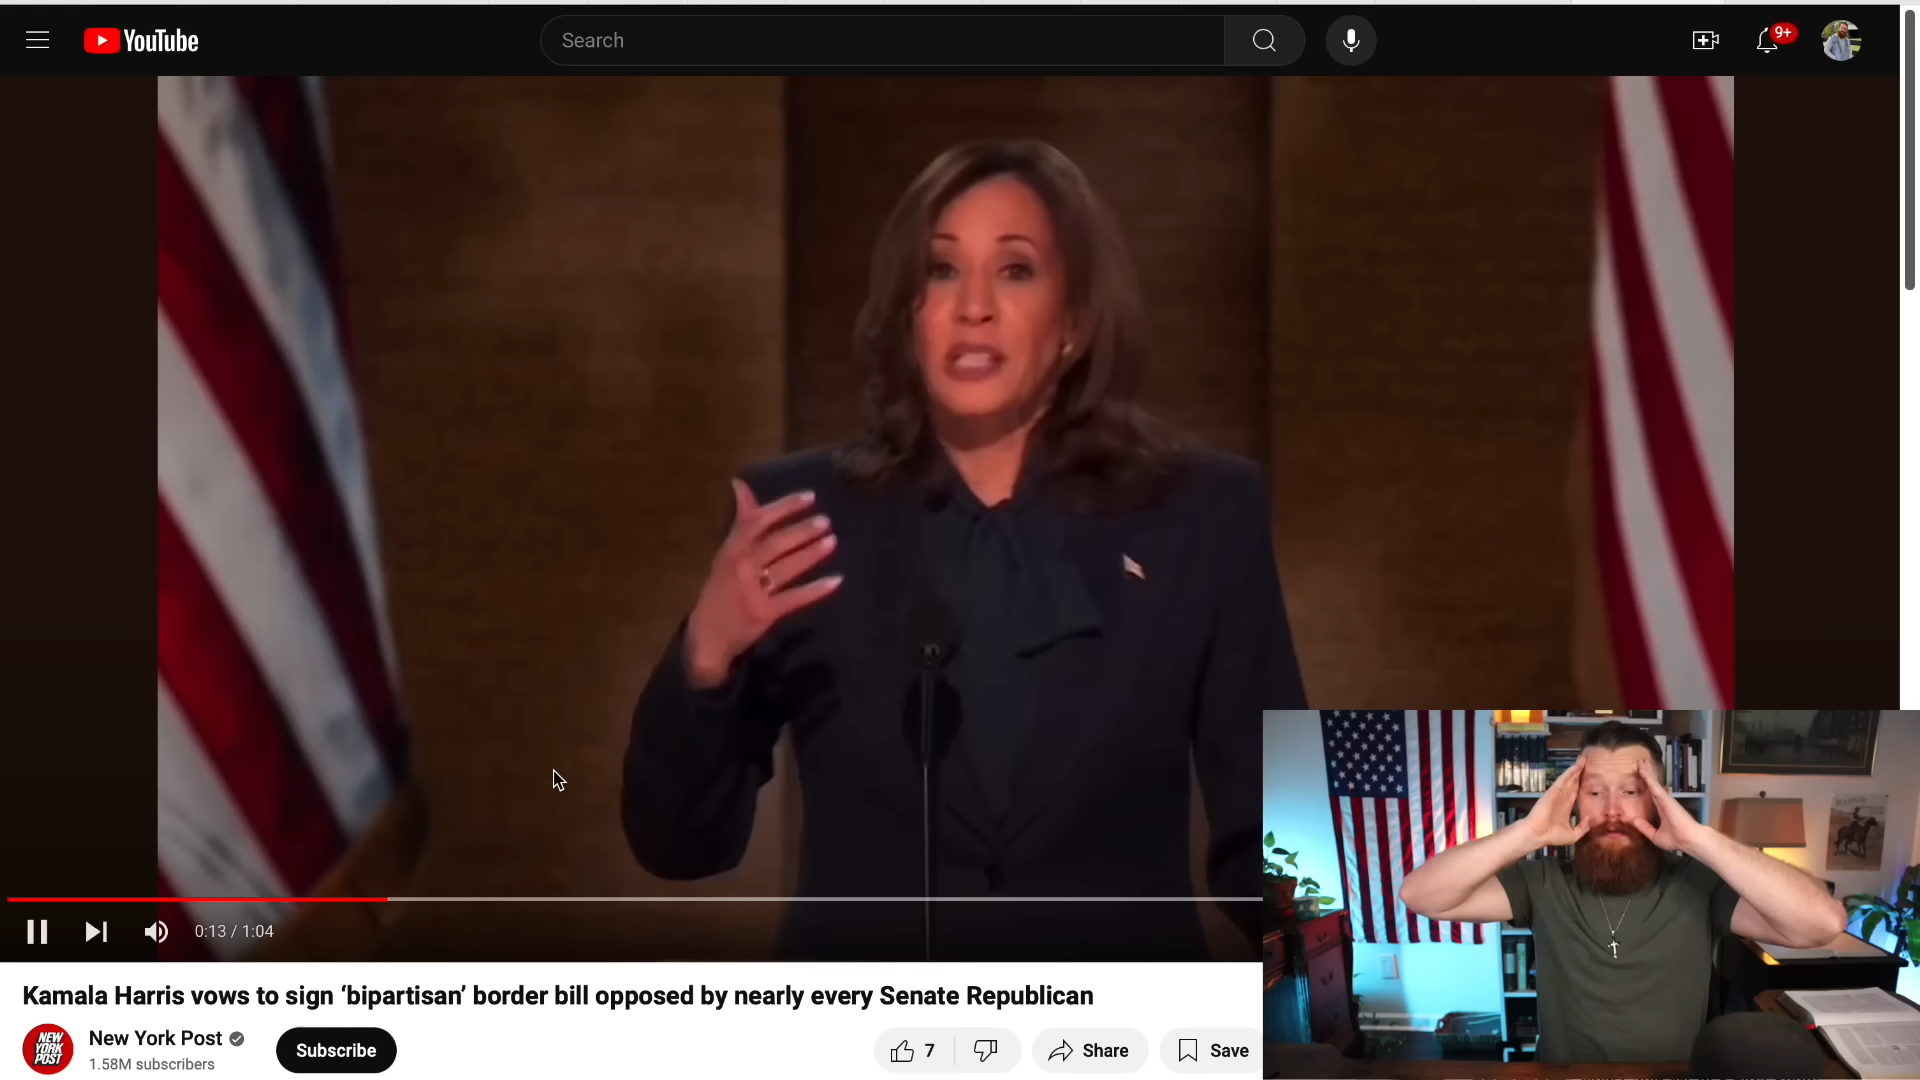 YouTube
Search
9+
0:13 / 1:04
Kamala Harris vows to sign ‘bipartisan’ border bill opposed by nearly every Senate Republican
NEW
YORK
POST
New York Post
1.58M subscribers
Subscribe
7
Share
Save